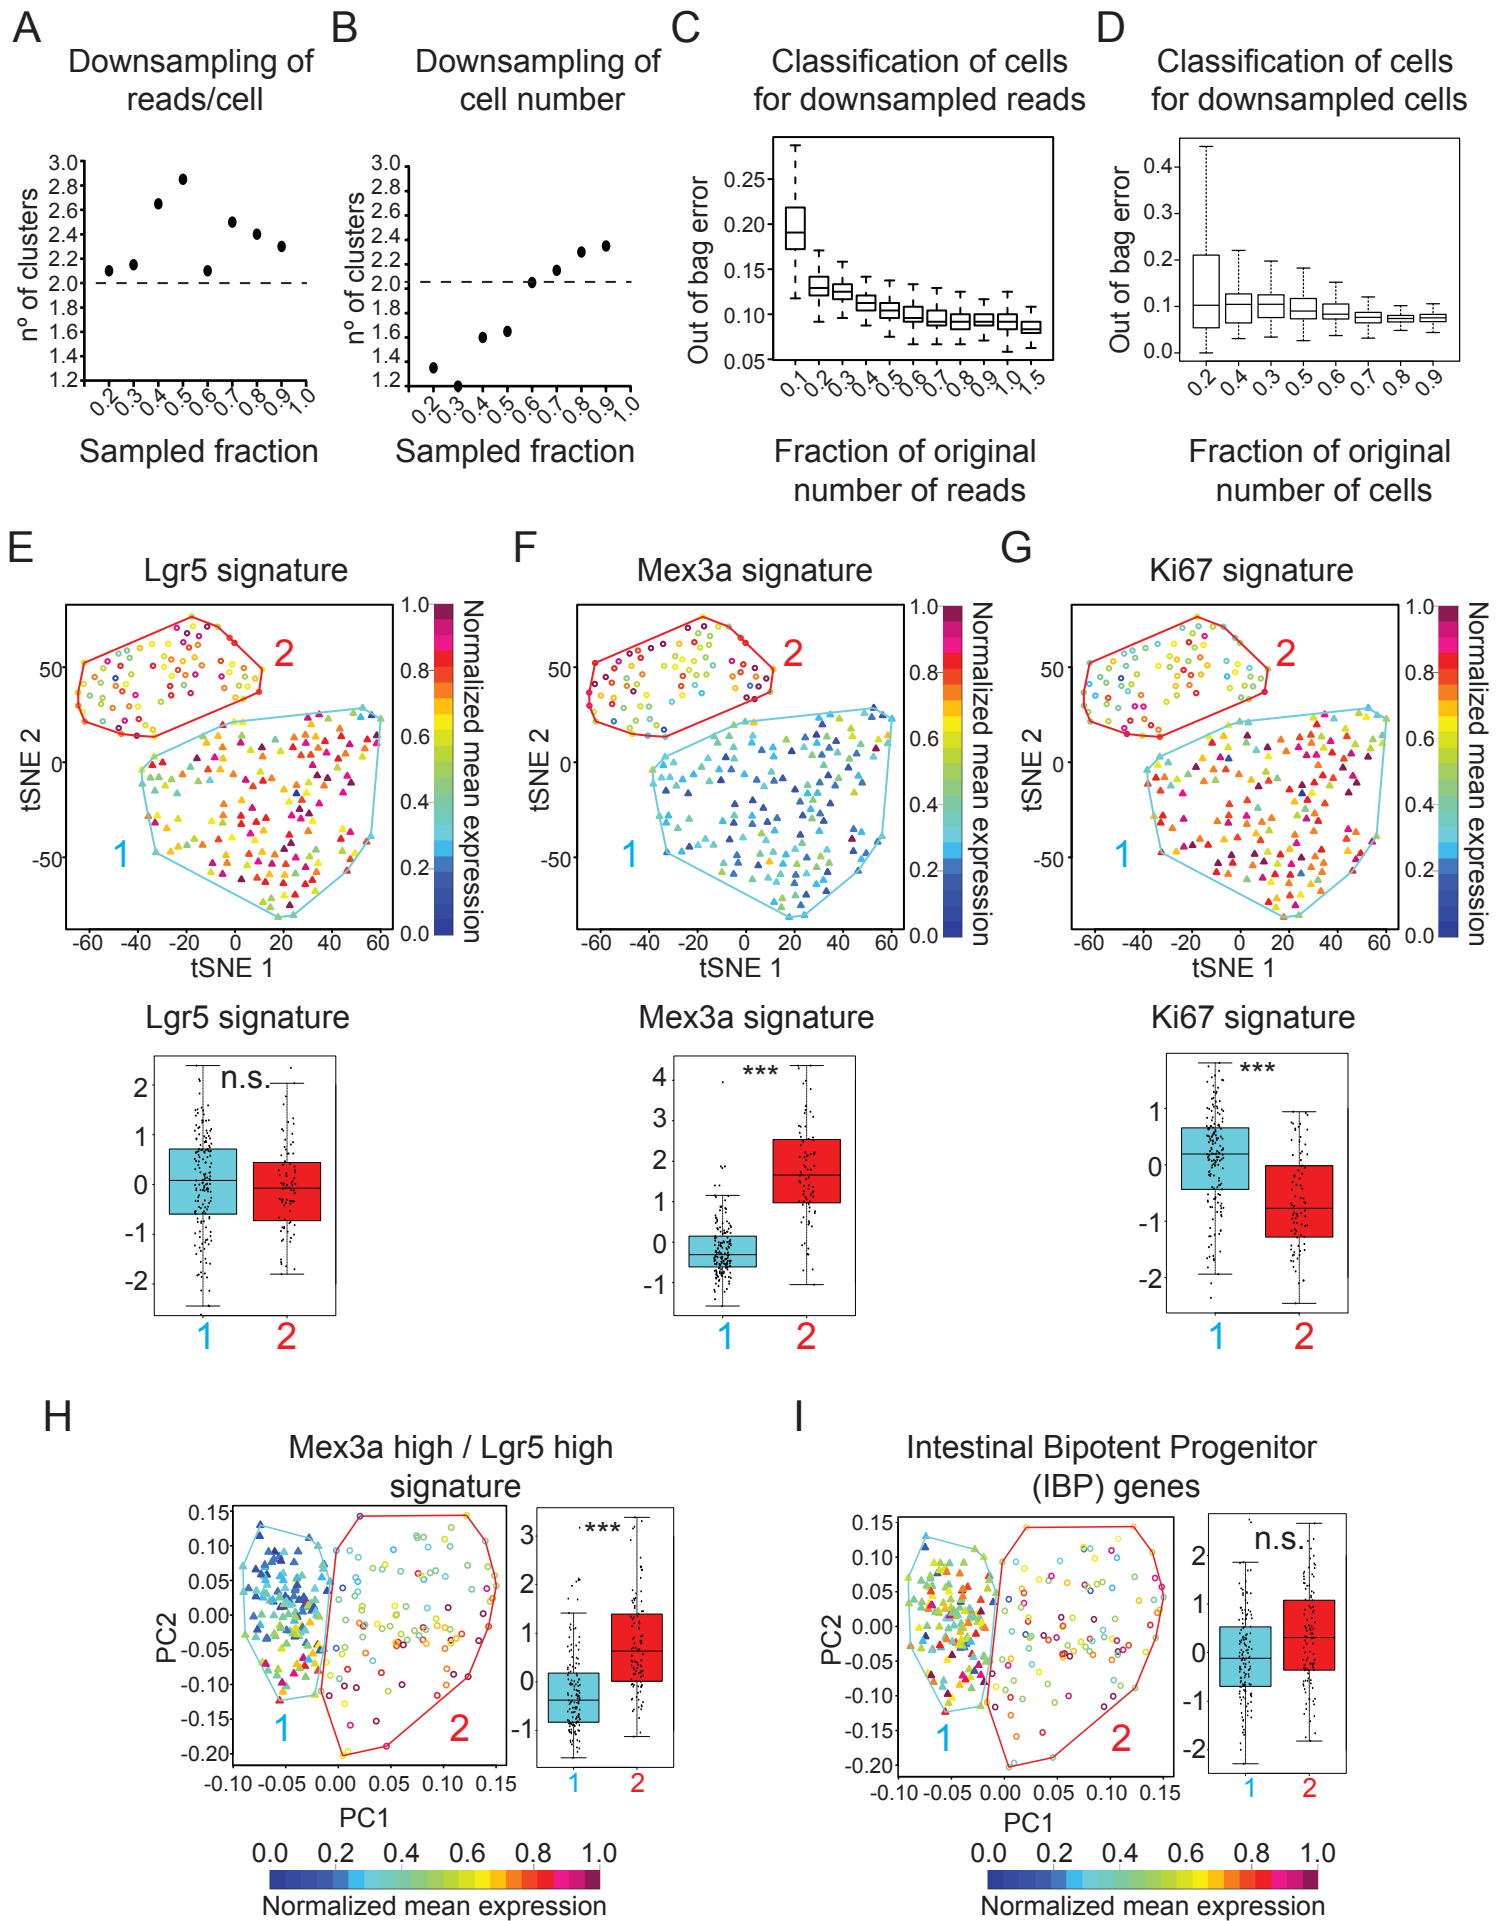 A
B
C
D
Downsampling of
reads/cell
Downsampling of
cell number
Classification of cells
for downsampled reads
Classification of cells
for downsampled cells
nº of clusters
3.0
2.8
2.6
2.4
2.2
2.0
1.8
1.6
1.4
1.2
0.2
0.3
0.4
0.5
0.6
0.7
0.8
0.9
1.0
Sampled fraction
nº of clusters
3.0
2.8
2.6
2.4
2.2
2.0
1.8
1.6
1.4
1.2
0.2
0.3
0.4
0.5
0.6
0.7
0.8
0.9
1.0
Sampled fraction
Out of bag error
0.25
0.20
0.15
0.10
0.05
0.1
0.2
0.3
0.4
0.5
0.6
0.7
0.8
0.9
1.0
1.5
Fraction of original
number of reads
Out of bag error
0.4
0.3
0.2
0.1
0.0
0.2
0.4
0.3
0.5
0.6
0.7
0.8
0.9
Fraction of original
number of cells
E
F
G
Lgr5 signature
tSNE 2
50
0
-50
2
1
-60 -40 -20 0 20 40 60
tSNE 1
1.0
0.8
0.6
0.4
0.2
0.0
Normalized mean expression
Mex3a signature
tSNE 2
50
0
-50
2
1
-60 -40 -20 0 20 40 60
tSNE 1
1.0
0.8
0.6
0.4
0.2
0.0
Normalized mean expression
Ki67 signature
tSNE 2
50
0
-50
2
1
-60 -40 -20 0 20 40 60
tSNE 1
1.0
0.8
0.6
0.4
0.2
0.0
Normalized mean expression
Lgr5 signature
n.s.
2
1
0
-1
-2
1 2
Mex3a signature
***
4
3
2
1
0
-1
1 2
Ki67 signature
***
1
0
-1
-2
1 2
H
Mex3a high / Lgr5 high
signature
PC2
0.15
0.10
0.05
0.00
-0.05
-0.10
-0.15
-0.20
1
2
-0.10 -0.05 0.00 0.05 0.10 0.15
PC1
***
3
2
1
0
-1
1 2
0.0 0.2 0.4 0.6 0.8 1.0
Normalized mean expression
I
Intestinal Bipotent Progenitor
(IBP) genes
PC2
0.15
0.10
0.05
0.00
-0.05
-0.10
-0.15
-0.20
1
2
-0.10 -0.05 0.00 0.05 0.10 0.15
PC1
n.s.
2
1
0
-1
-2
1 2
0.0 0.2 0.4 0.6 0.8 1.0
Normalized mean expression